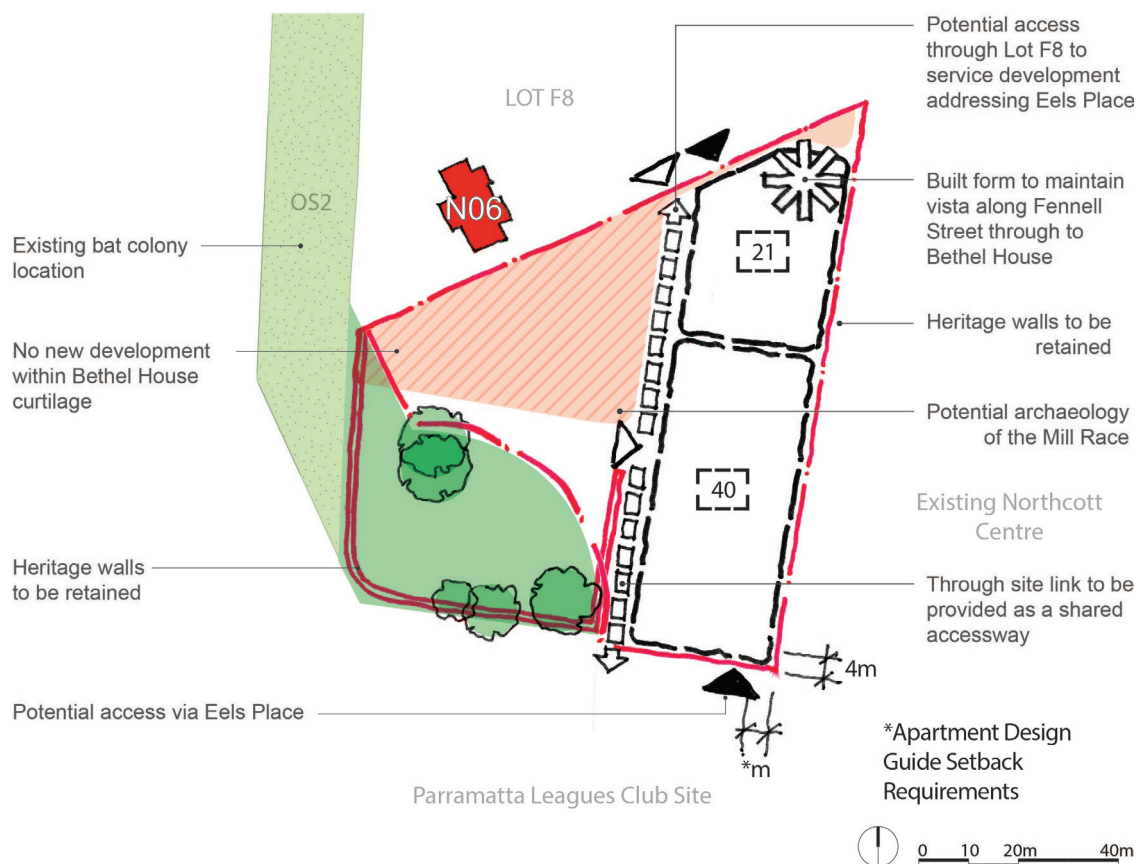 LOT F8
OS2
N06
Existing bat colony
location
No new development
within Bethel House
curtilage
Heritage walls
to be retained
Potential access via Eels Place
Potential access
through Lot F8 to
service development
addressing Eels Place
Built form to maintain
vista along Fennell
Street through to
Bethel House
Heritage walls to be
retained
Potential archaeology
of the Mill Race
Existing Northcott
Centre
Through site link to be
provided as a shared
accessway
21
40
4m
*m
*Apartment Design
Guide Setback
Requirements
Parramatta Leagues Club Site
0 10 20m 40m